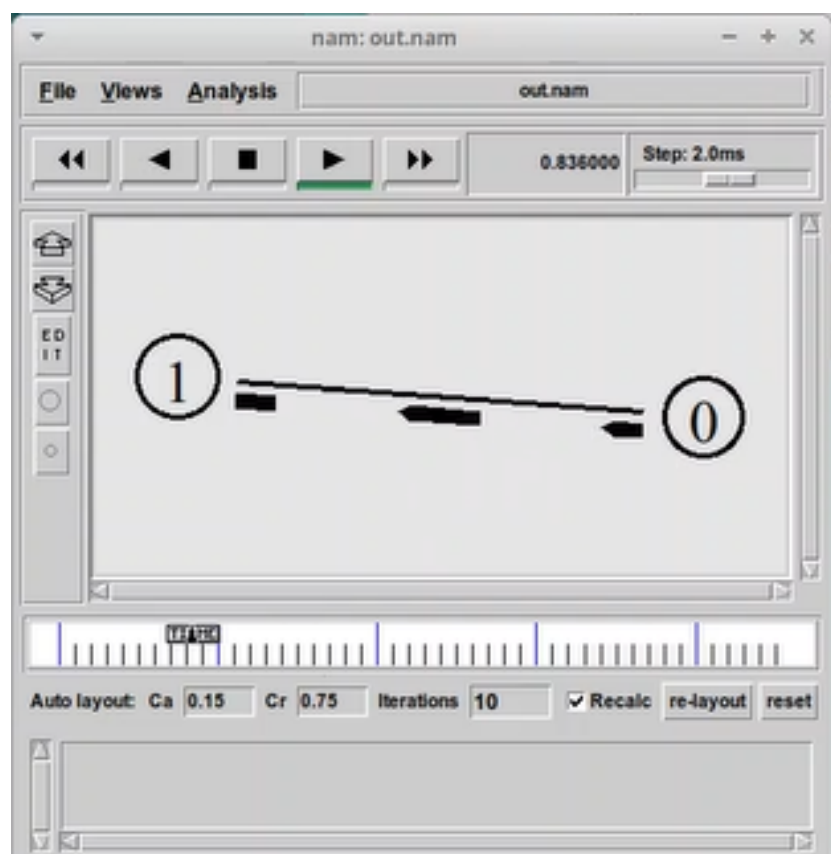 nam: out.nam
File Views Analysis out.nam
0.836000 Step: 2.0ms
ED
IT
1
0
TIME
Auto layout: Ca 0.15 Cr 0.75 Iterations 10 Recalc re-layout reset